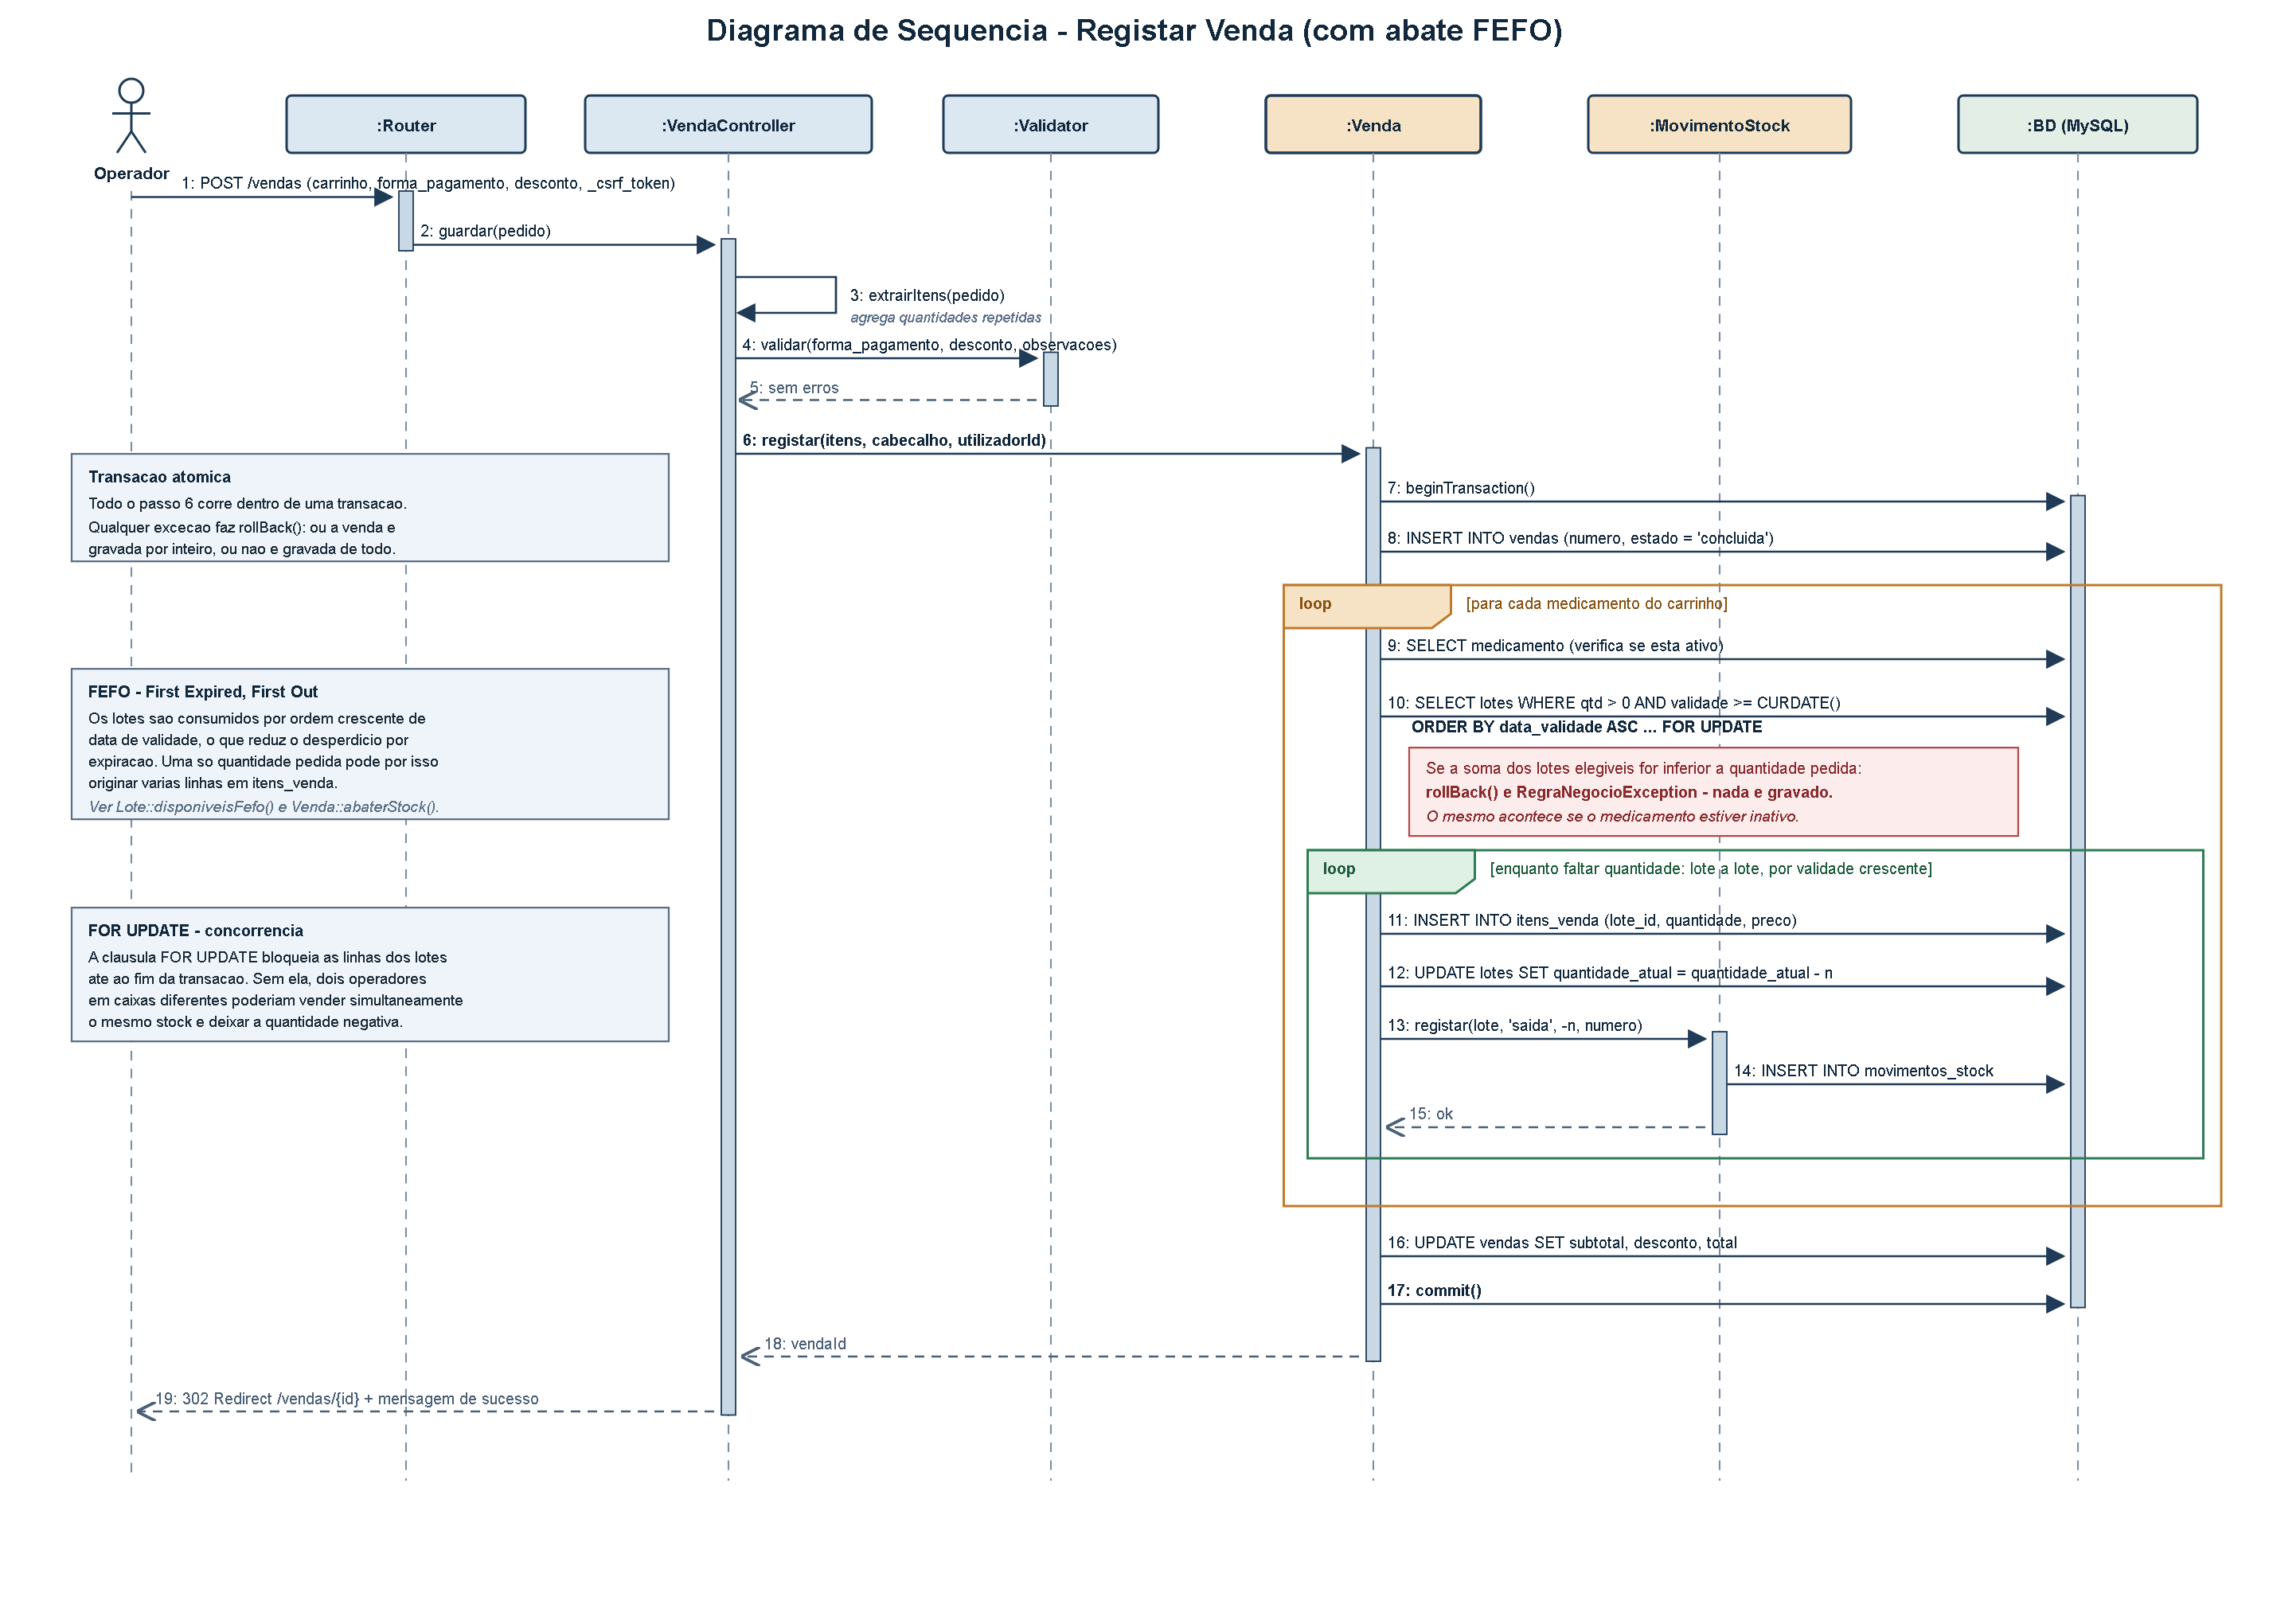 Diagrama de Sequencia - Registar Venda (com abate FEFO)
Operador
:Router
:VendaController
:Validator
:Venda
:MovimentoStock
:BD (MySQL)
1: POST /vendas (carrinho, forma_pagamento, desconto, _csrf_token)
2: guardar(pedido)
3: extrairItens(pedido)
agrega quantidades repetidas
4: validar(forma_pagamento, desconto, observacoes)
5: sem erros
6: registar(itens, cabecalho, utilizadorId)
Transacao atomica
Todo o passo 6 corre dentro de uma transacao.
Qualquer excecao faz rollBack(): ou a venda e
gravada por inteiro, ou nao e gravada de todo.
7: beginTransaction()
8: INSERT INTO vendas (numero, estado = 'concluida')
loop
[para cada medicamento do carrinho]
9: SELECT medicamento (verifica se esta ativo)
FEFO - First Expired, First Out
Os lotes sao consumidos por ordem crescente de
data de validade, o que reduz o desperdicio por
expiracao. Uma so quantidade pedida pode por isso
originar varias linhas em itens_venda.
Ver Lote::disponiveisFefo() e Venda::abaterStock().
10: SELECT lotes WHERE qtd > 0 AND validade >= CURDATE()
ORDER BY data_validade ASC ... FOR UPDATE
Se a soma dos lotes elegiveis for inferior a quantidade pedida:
rollBack() e RegraNegocioException - nada e gravado.
O mesmo acontece se o medicamento estiver inativo.
loop
[enquanto faltar quantidade: lote a lote, por validade crescente]
FOR UPDATE - concorrencia
A clausula FOR UPDATE bloqueia as linhas dos lotes
ate ao fim da transacao. Sem ela, dois operadores
em caixas diferentes poderiam vender simultaneamente
o mesmo stock e deixar a quantidade negativa.
11: INSERT INTO itens_venda (lote_id, quantidade, preco)
12: UPDATE lotes SET quantidade_atual = quantidade_atual - n
13: registar(lote, 'saida', -n, numero)
14: INSERT INTO movimentos_stock
15: ok
16: UPDATE vendas SET subtotal, desconto, total
17: commit()
18: vendaId
19: 302 Redirect /vendas/{id} + mensagem de sucesso